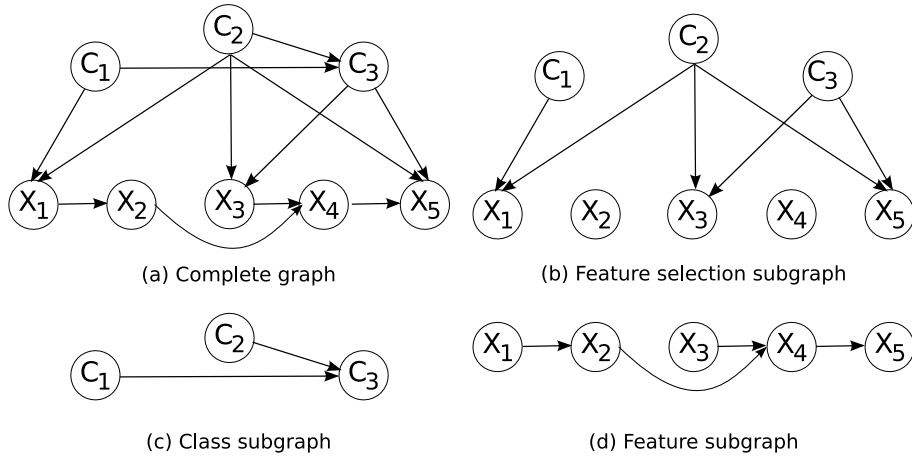 C2
C1
C3
X1
X2
X3
X4
X5
(a) Complete graph
C2
C1
C3
X1
X2
X3
X4
X5
(b) Feature selection subgraph
C2
C1
C3
(c) Class subgraph
X1
X2
X3
X4
X5
(d) Feature subgraph